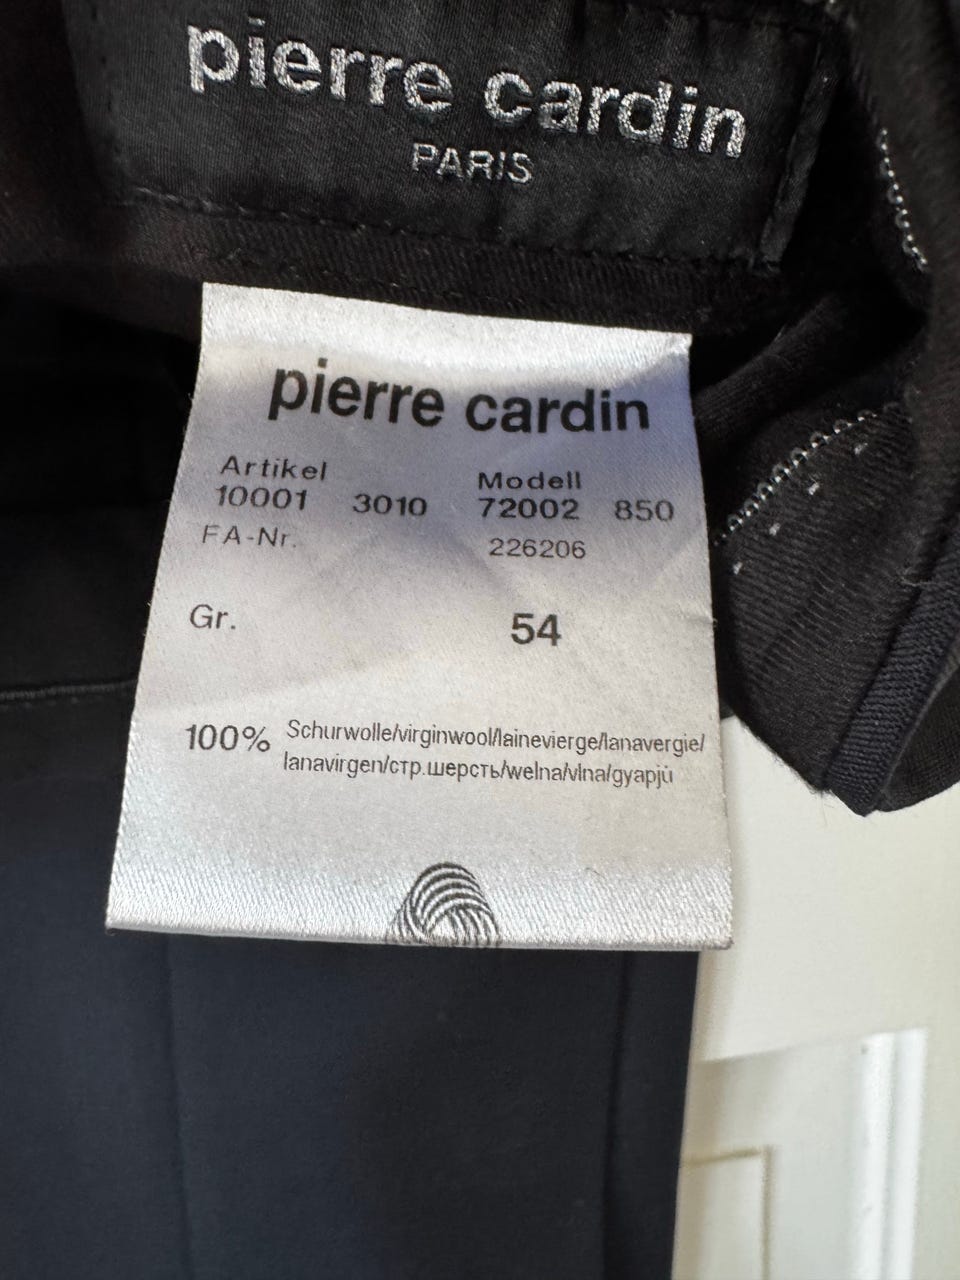 pierre cardin
PARIS
pierre cardin
Artikel Modell
10001 3010 72002 850
FA-Nr. 226206
Gr. 54
100% Schurwolle/virginwool/lainevierge/lanavergie/
lanavirgen/стр.шерсть/wełna/vlna/gyapjú